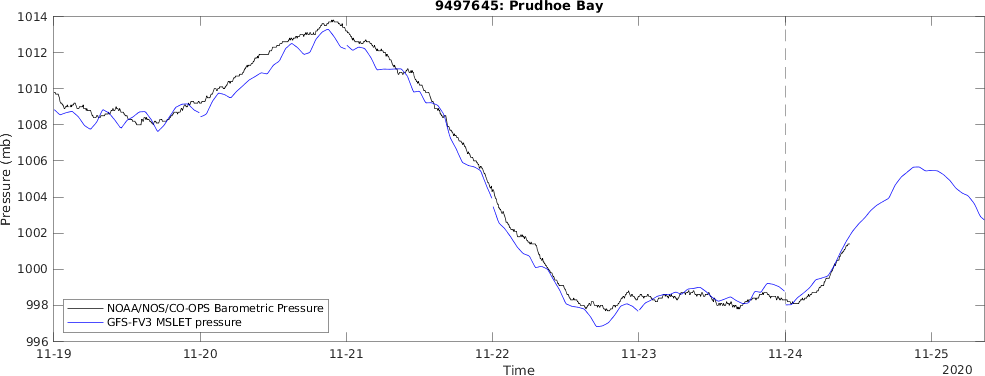 9497645: Prudhoe Bay
1014
1012
1010
1008
1006
1004
1002
1000
998
996
Pressure (mb)
NOAA/NOS/CO-OPS Barometric Pressure
GFS-FV3 MSLET pressure
11-19 11-20 11-21 11-22 11-23 11-24 11-25
Time
2020